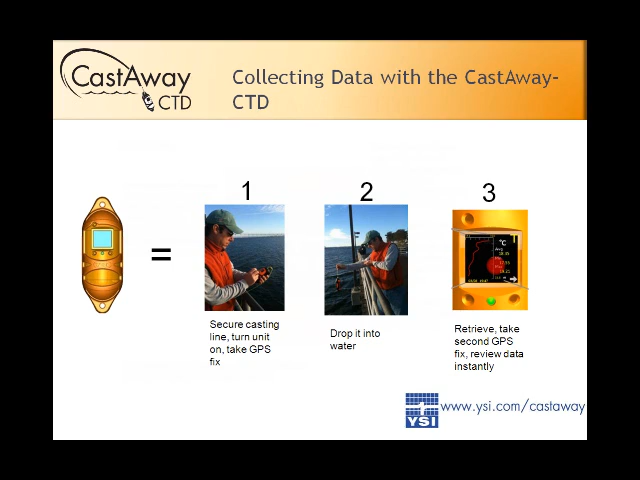 CastAway
CTD
Collecting Data with the CastAway-
CTD
=
1
2
3
°C
Secure casting
line, turn unit
on, take GPS
fix
Drop it into
water
Retrieve, take
second GPS
fix, review data
instantly
YSI
www.ysi.com/castaway